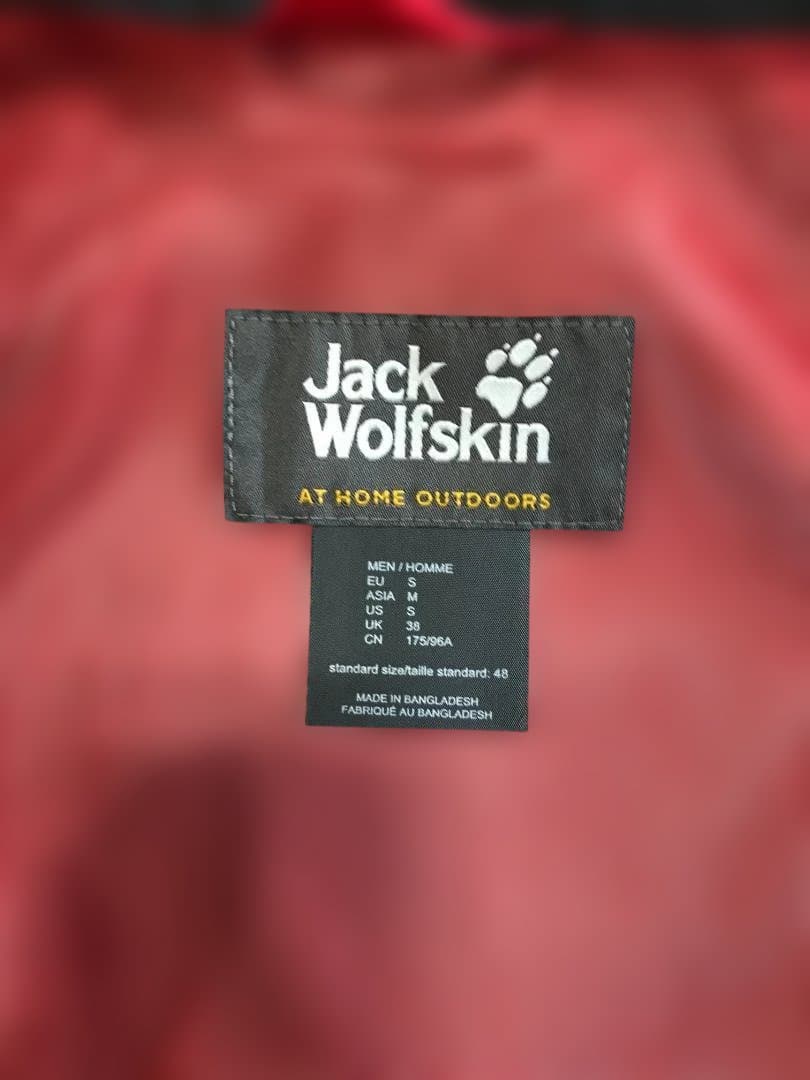 Jack
Wolfskin
AT HOME OUTDOORS
MEN / HOMME
EU S
ASIA M
US S
UK 38
CN 175/96A
standard size/taille standard: 48
MADE IN BANGLADESH
FABRIQUÉ AU BANGLADESH